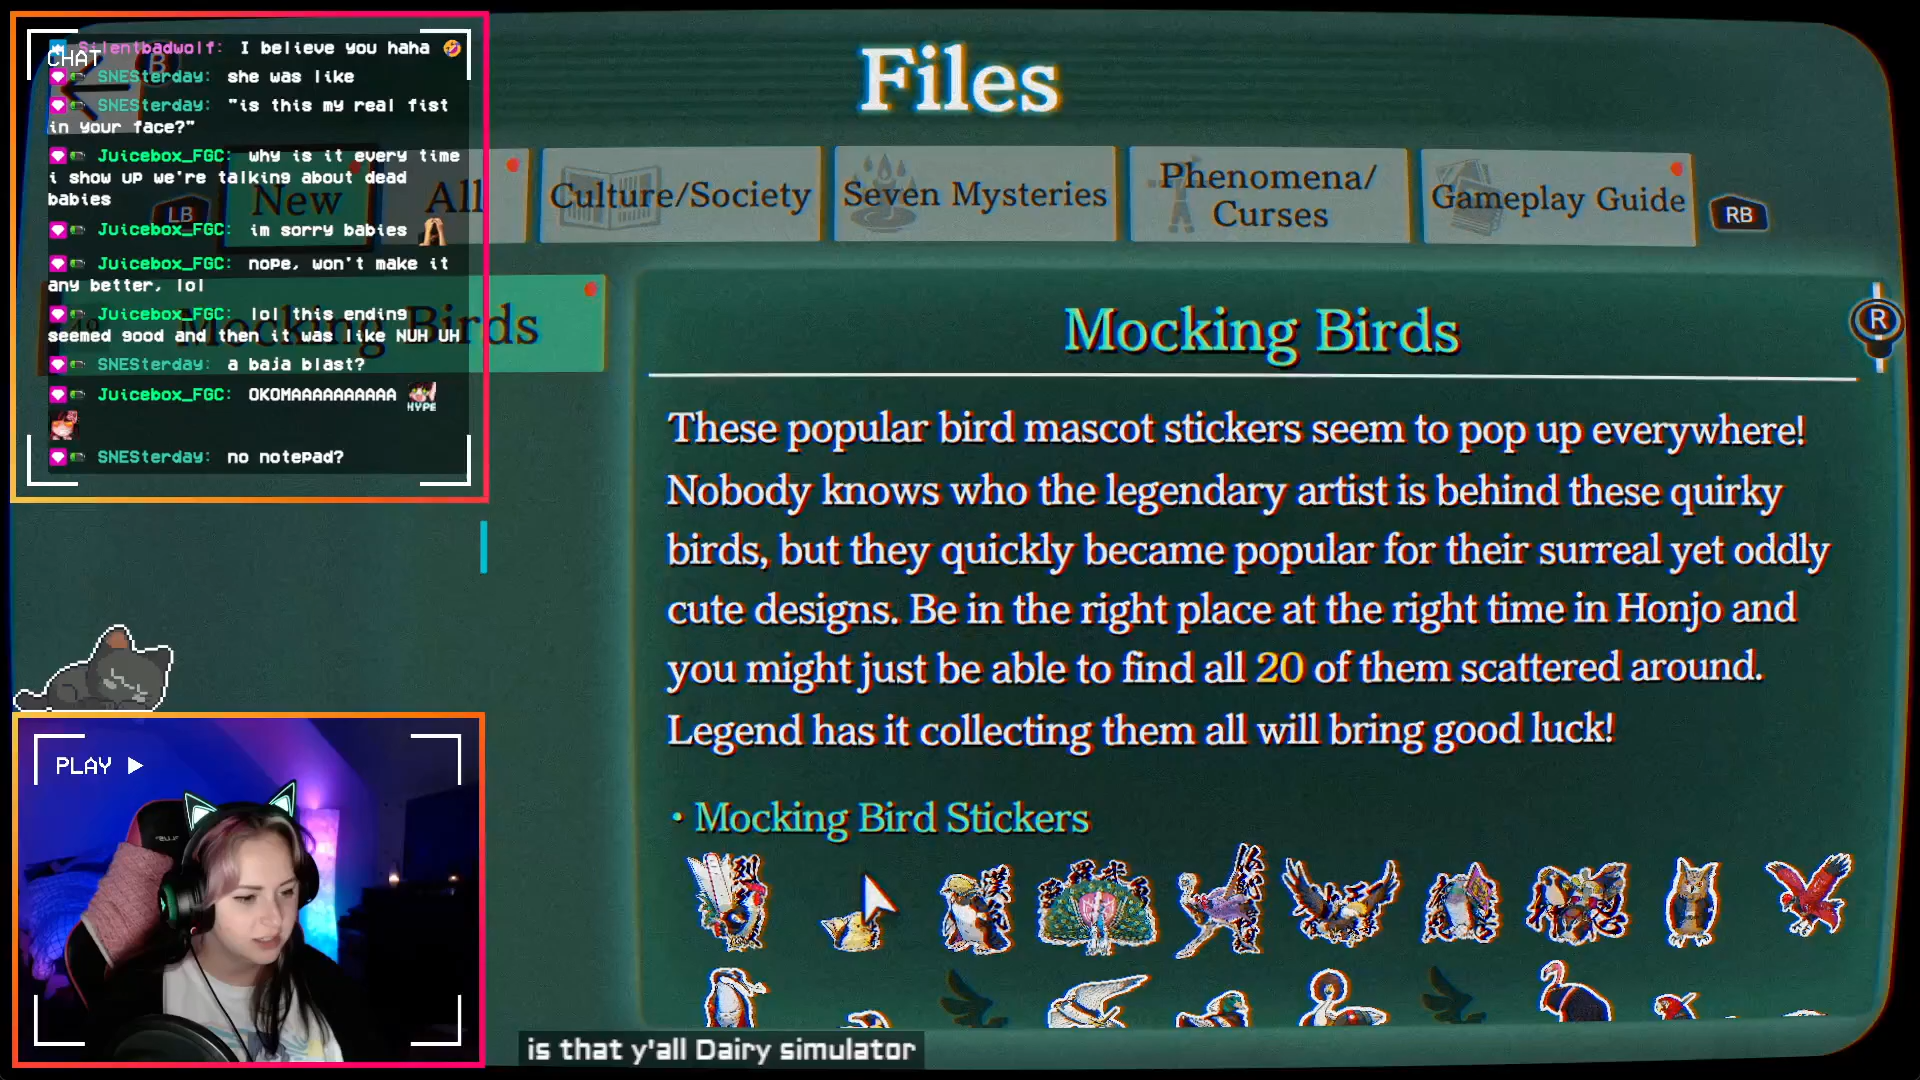 CHAT
Silentbadwolf: I believe you haha
SNESterday: she was like
SNESterday: "is this my real fist
in your face?"
Juicebox_FGC: why is it every time
i show up we're talking about dead
babies
Juicebox_FGC: im sorry babies
Juicebox_FGC: nope, won't make it
any better, lol
Juicebox_FGC: lol this ending
seemed good and then it was like NUH UH
SNESterday: a baja blast?
Juicebox_FGC: OKOMAAAAAAAAAA
HYPE
SNESterday: no notepad?
B
Files
LB
New
All
Culture/Society
Seven Mysteries
Phenomena/
Curses
Gameplay Guide
RB
Mocking Birds
Mocking Birds
R
These popular bird mascot stickers seem to pop up everywhere!
Nobody knows who the legendary artist is behind these quirky
birds, but they quickly became popular for their surreal yet oddly
cute designs. Be in the right place at the right time in Honjo and
you might just be able to find all 20 of them scattered around.
Legend has it collecting them all will bring good luck!
• Mocking Bird Stickers
PLAY
is that y'all Dairy simulator